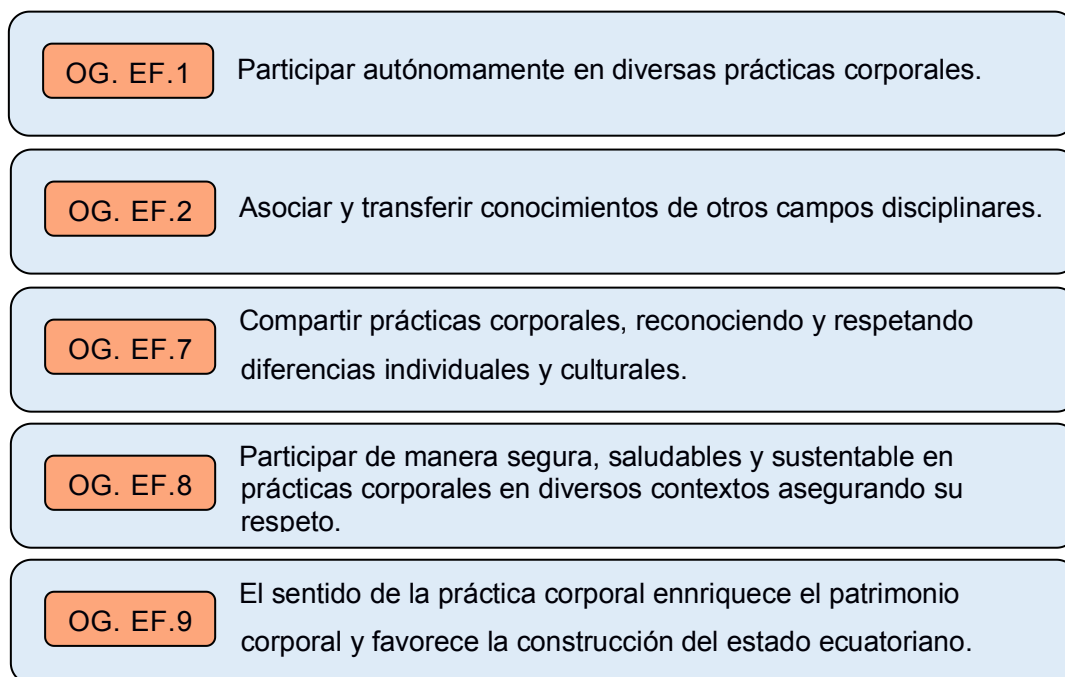 OG. EF.1
Participar autónomamente en diversas prácticas corporales.
OG. EF.2
Asociar y transferir conocimientos de otros campos disciplinares.
OG. EF.7
Compartir prácticas corporales, reconociendo y respetando
diferencias individuales y culturales.
OG. EF.8
Participar de manera segura, saludables y sustentable en
prácticas corporales en diversos contextos asegurando su
respeto.
OG. EF.9
El sentido de la práctica corporal ennriquece el patrimonio
corporal y favorece la construcción del estado ecuatoriano.